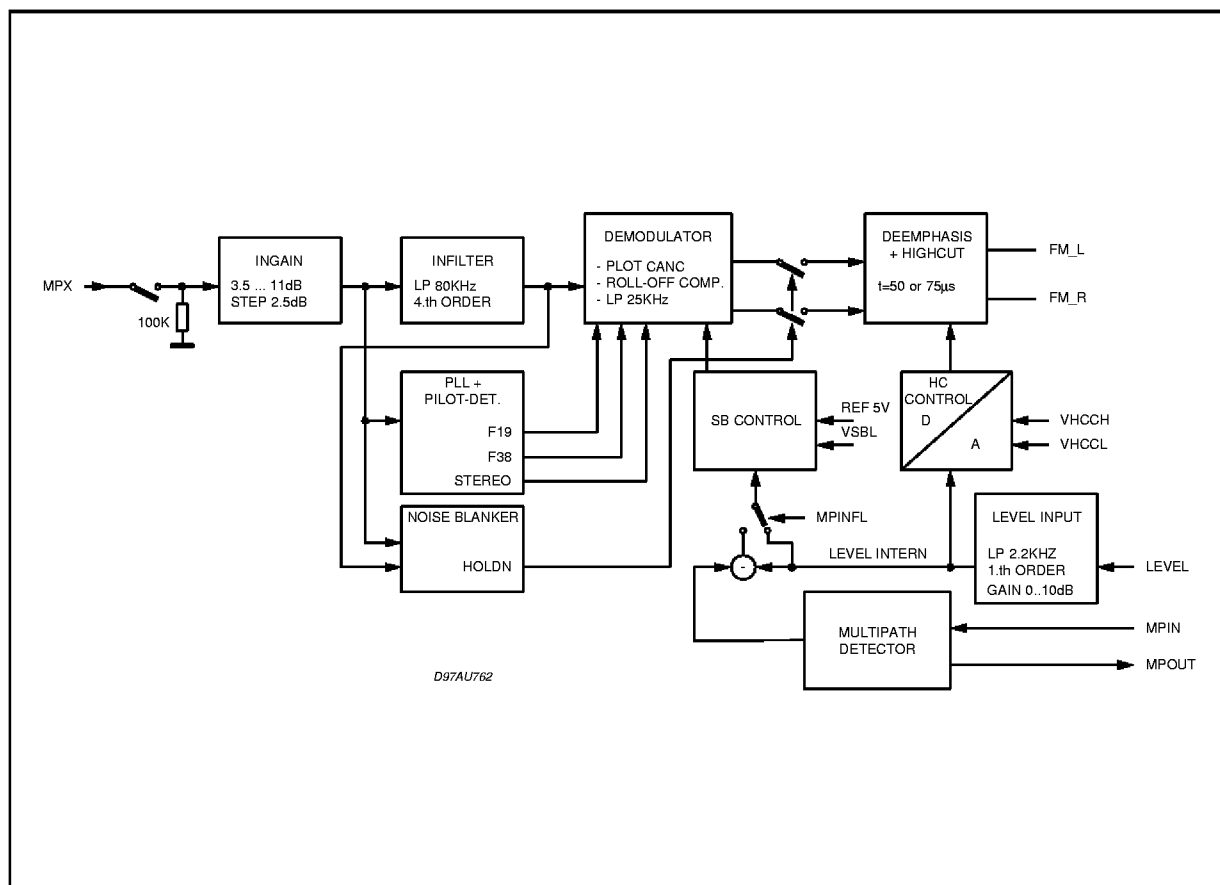 MPX
100K
INGAIN
3.5 ... 11dB
STEP 2.5dB
INFILTER
LP 80KHz
4.th ORDER
DEMODULATOR
- PLOT CANC
- ROLL-OFF COMP.
- LP 25KHz
DEEMPHASIS
+ HIGHCUT
t=50 or 75µs
FM_L
FM_R
PLL +
PILOT-DET.
F19
F38
STEREO
NOISE BLANKER
HOLDN
SB CONTROL
REF 5V
VSBL
HC
CONTROL
D
A
VHCCH
VHCCL
MPINFL
LEVEL INTERN
-
LEVEL INPUT
LP 2.2KHZ
1.th ORDER
GAIN 0..10dB
LEVEL
MULTIPATH
DETECTOR
MPIN
MPOUT
D97AU762